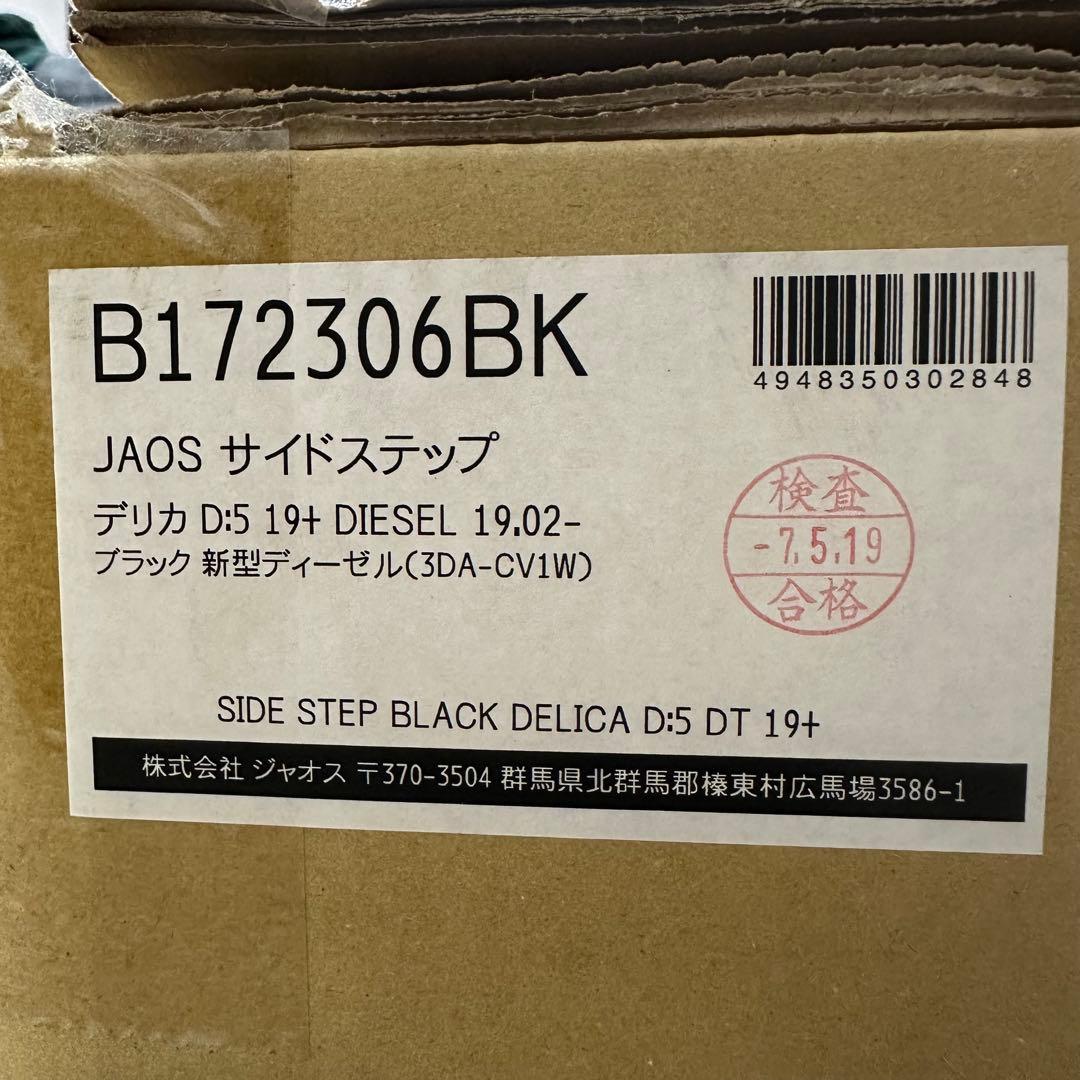 B172306BK
4948350302848
JAOS サイドステップ
デリカ D:5 19+ DIESEL 19.02-
ブラック 新型ディーゼル(3DA-CV1W)
検査
-7.5.19
合格
SIDE STEP BLACK DELICA D:5 DT 19+
株式会社 ジャオス 〒370-3504 群馬県北群馬郡榛東村広馬場3586-1